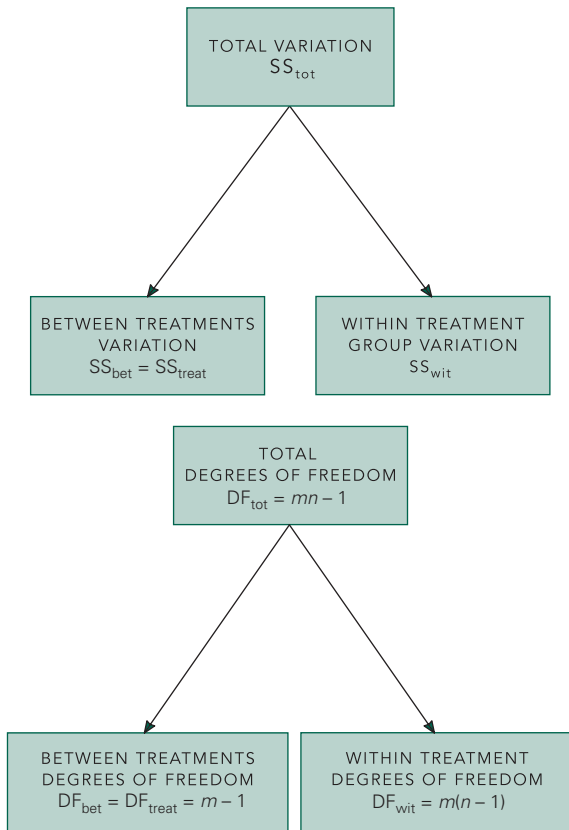 TOTAL VARIATION
SS_tot
BETWEEN TREATMENTS
VARIATION
SS_bet = SS_treat
WITHIN TREATMENT
GROUP VARIATION
SS_wit
TOTAL
DEGREES OF FREEDOM
DF_tot = mn – 1
BETWEEN TREATMENTS
DEGREES OF FREEDOM
DF_bet = DF_treat = m – 1
WITHIN TREATMENT
DEGREES OF FREEDOM
DF_wit = m(n – 1)